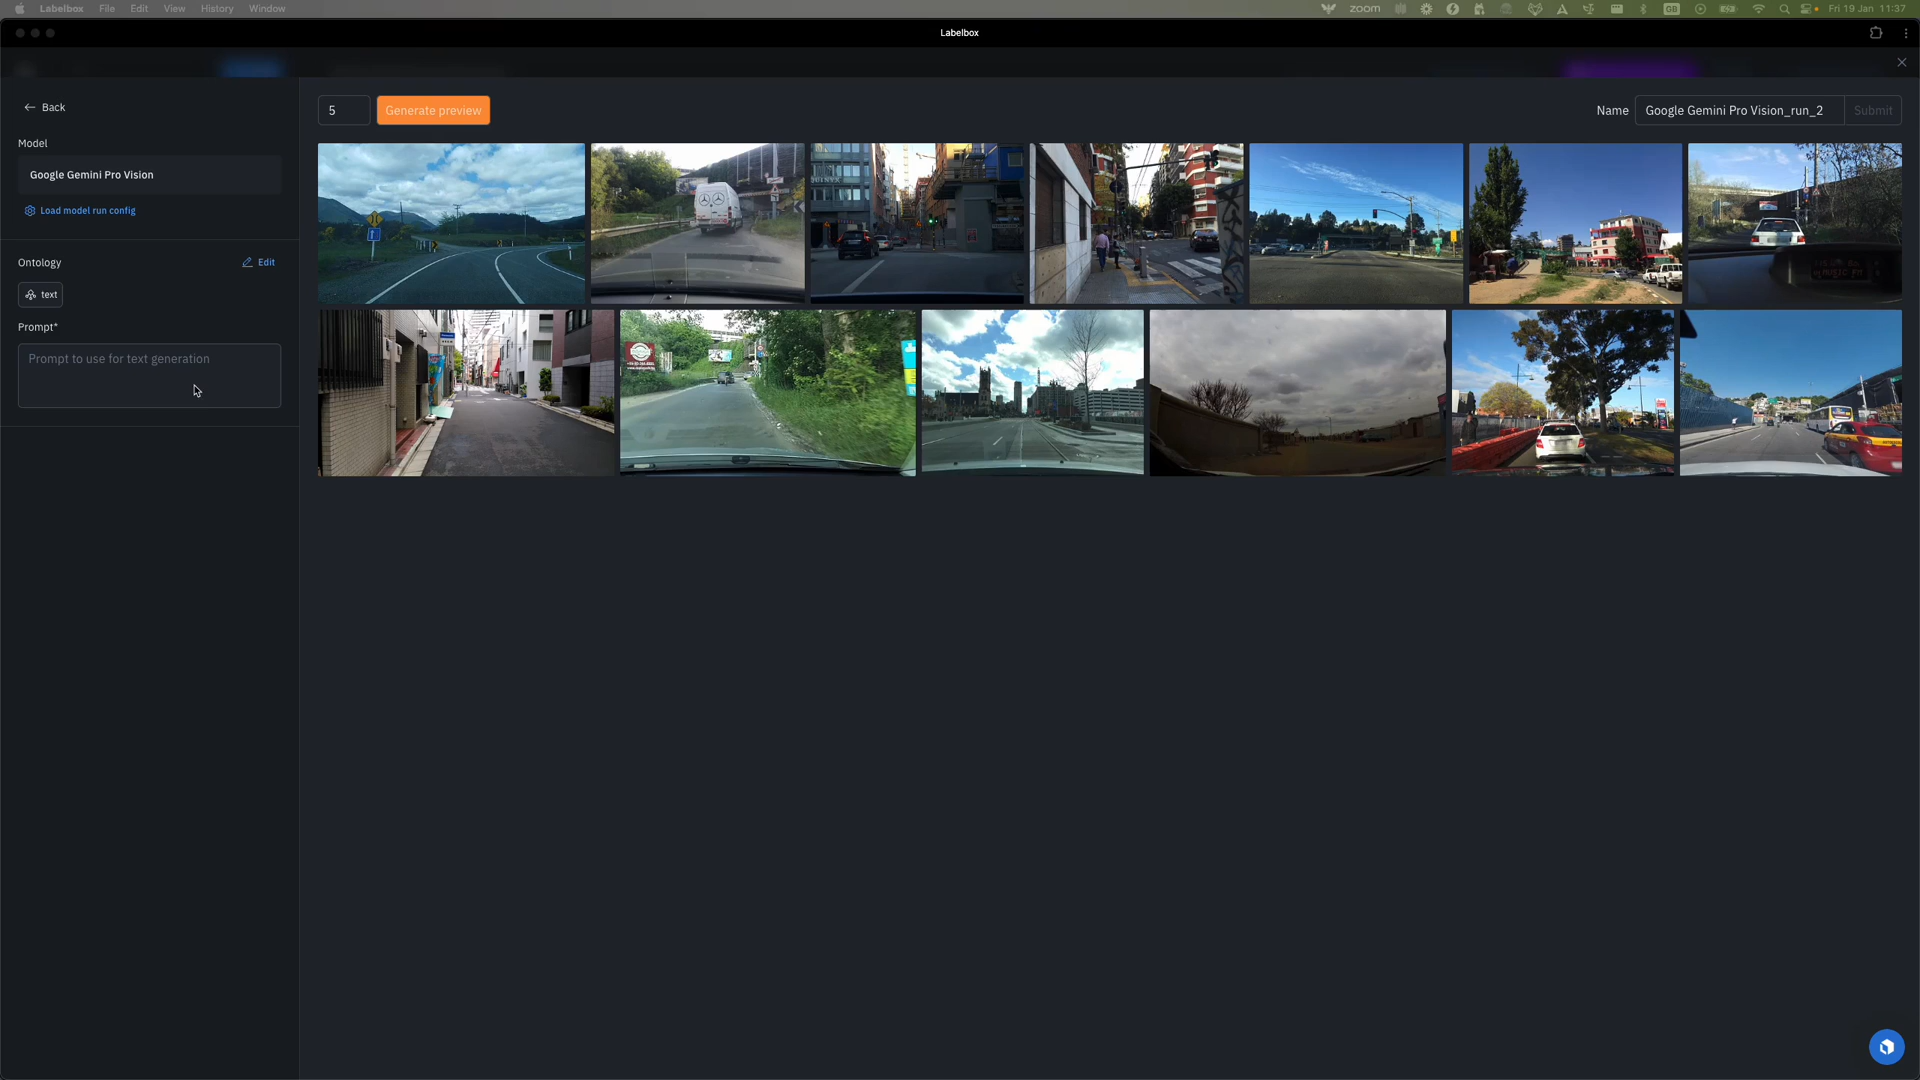 Labelbox File Edit View History Window
zoom
GB
Fri 19 Jan 11:37
Labelbox
Back
5
Generate preview
Name
Google Gemini Pro Vision_run_2
Submit
Model
Google Gemini Pro Vision
Load model run config
Ontology
Edit
text
Prompt*
Prompt to use for text generation